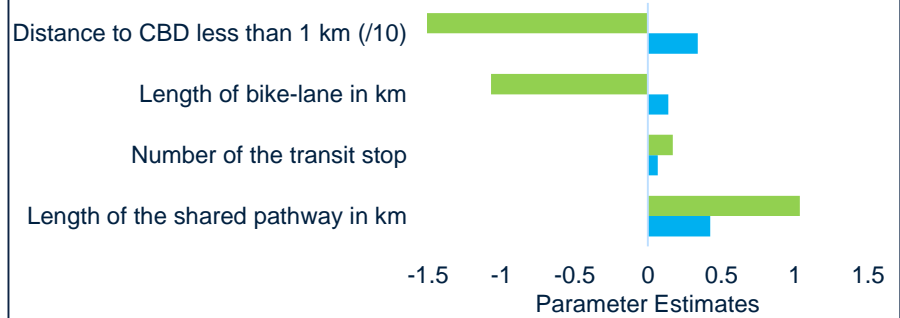 Distance to CBD less than 1 km (/10)
Length of bike-lane in km
Number of the transit stop
Length of the shared pathway in km
-1.5 -1 -0.5 0 0.5 1 1.5
Parameter Estimates